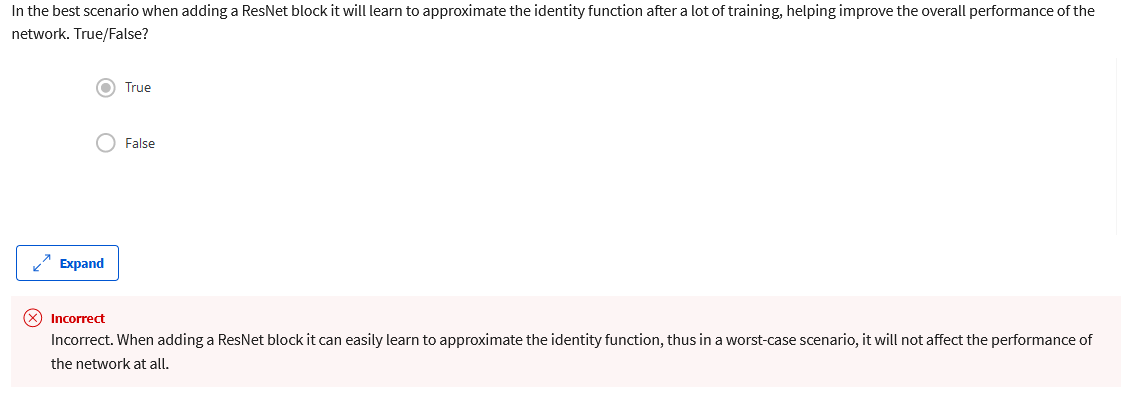 In the best scenario when adding a ResNet block it will learn to approximate the identity function after a lot of training, helping improve the overall performance of the
network. True/False?
True
False
Expand
Incorrect
Incorrect. When adding a ResNet block it can easily learn to approximate the identity function, thus in a worst-case scenario, it will not affect the performance of
the network at all.